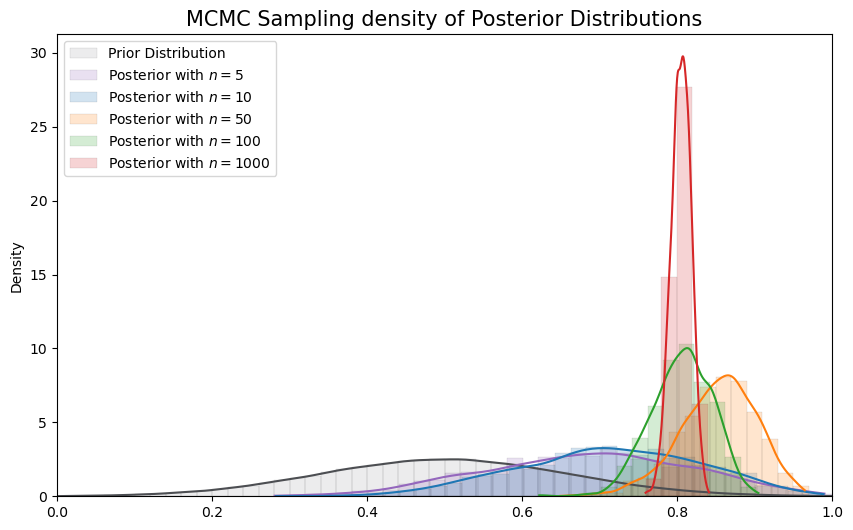 MCMC Sampling density of Posterior Distributions
Prior Distribution
Posterior with n = 5
Posterior with n = 10
Posterior with n = 50
Posterior with n = 100
Posterior with n = 1000
Density
30
25
20
15
10
5
0
0.0 0.2 0.4 0.6 0.8 1.0